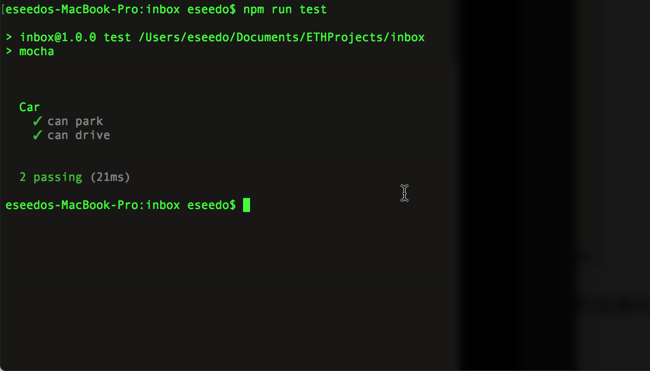 [eseedos-MacBook-Pro:inbox eseedo$ npm run test
> inbox@1.0.0 test /Users/eseedo/Documents/ETHProjects/inbox
> mocha
Car
✓ can park
✓ can drive
2 passing (21ms)
eseedos-MacBook-Pro:inbox eseedo$